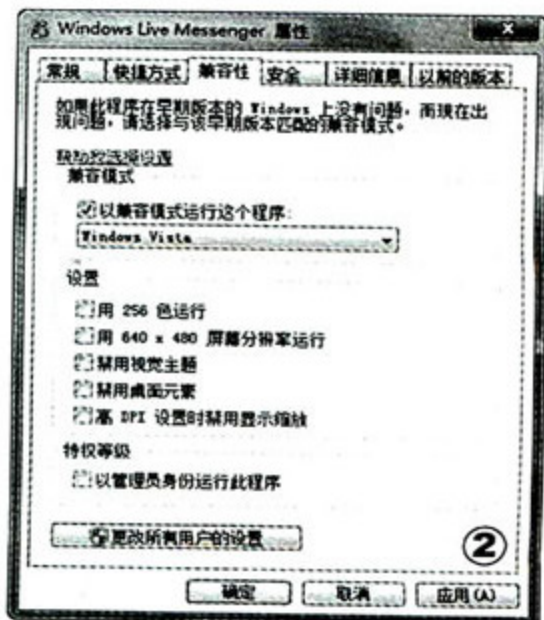 Windows Live Messenger 属性
常规 快捷方式 兼容性 安全 详细信息 以前的版本
如果此程序在早期版本的 Windows 上没有问题，而现在出
现问题，请选择与该早期版本匹配的兼容模式。
帮助我选择设置
兼容模式
以兼容模式运行这个程序:
Windows Vista
设置
用 256 色运行
用 640 x 480 屏幕分辨率运行
禁用视觉主题
禁用桌面元素
高 DPI 设置时禁用显示缩放
特权等级
以管理员身份运行此程序
更改所有用户的设置
②
确定 取消 应用(A)